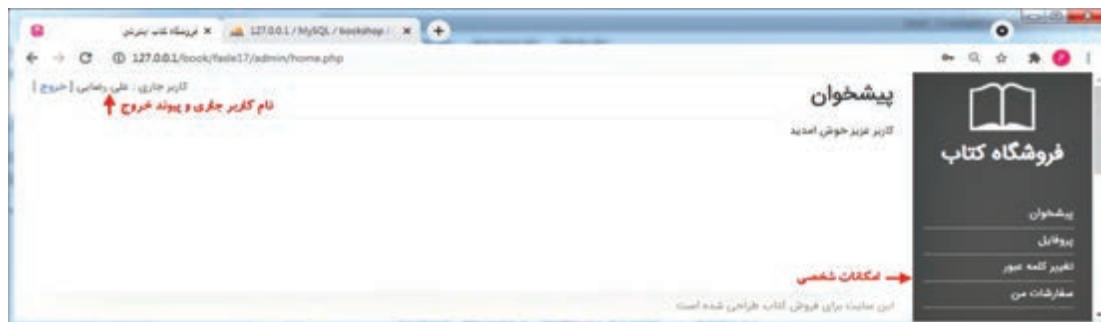 فروشگاه کتاب اینترنتی
127.0.0.1 / MySQL / bookshop /
127.0.0.1/book/fasle17/admin/home.php
فروشگاه کتاب
پیشخوان
پروفایل
تغییر کلمه عبور
سفارشات من
پیشخوان
کاربر عزیز خوش آمدید
کاربر جاری : علی رضایی [ خروج ]
نام کاربر جاری و پیوند خروج
امکانات شخصی
این سایت برای فروش کتاب طراحی شده است